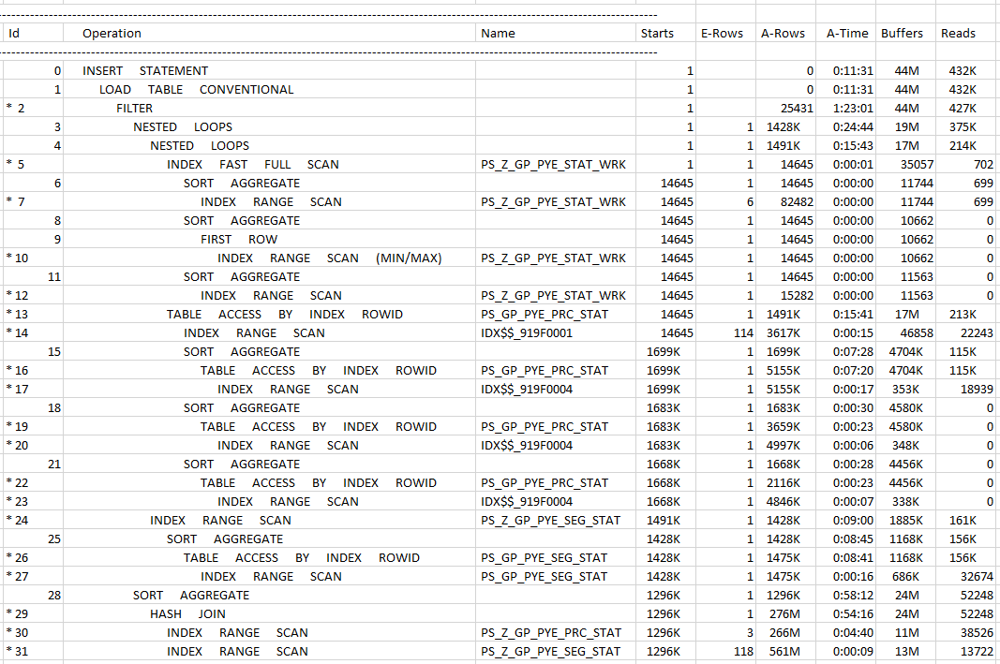 Id Operation Name Starts E-Rows A-Rows A-Time Buffers Reads
0 INSERT STATEMENT 1 0 0:11:31 44M 432K
1 LOAD TABLE CONVENTIONAL 1 0 0:11:31 44M 432K
* 2 FILTER 1 25431 1:23:01 44M 427K
3 NESTED LOOPS 1 1 1428K 0:24:44 19M 375K
4 NESTED LOOPS 1 1 1491K 0:15:43 17M 214K
* 5 INDEX FAST FULL SCAN PS_Z_GP_PYE_STAT_WRK 1 1 14645 0:00:01 35057 702
6 SORT AGGREGATE 14645 1 14645 0:00:00 11744 699
* 7 INDEX RANGE SCAN PS_Z_GP_PYE_STAT_WRK 14645 6 82482 0:00:00 11744 699
8 SORT AGGREGATE 14645 1 14645 0:00:00 10662 0
9 FIRST ROW 14645 1 14645 0:00:00 10662 0
* 10 INDEX RANGE SCAN (MIN/MAX) PS_Z_GP_PYE_STAT_WRK 14645 1 14645 0:00:00 10662 0
11 SORT AGGREGATE 14645 1 14645 0:00:00 11563 0
* 12 INDEX RANGE SCAN PS_Z_GP_PYE_STAT_WRK 14645 1 15282 0:00:00 11563 0
* 13 TABLE ACCESS BY INDEX ROWID PS_GP_PYE_PRC_STAT 14645 1 1491K 0:15:41 17M 213K
* 14 INDEX RANGE SCAN IDX$$_919F0001 14645 114 3617K 0:00:15 46858 22243
15 SORT AGGREGATE 1699K 1 1699K 0:07:28 4704K 115K
* 16 TABLE ACCESS BY INDEX ROWID PS_GP_PYE_PRC_STAT 1699K 1 5155K 0:07:20 4704K 115K
* 17 INDEX RANGE SCAN IDX$$_919F0004 1699K 1 5155K 0:00:17 353K 18939
18 SORT AGGREGATE 1683K 1 1683K 0:00:30 4580K 0
* 19 TABLE ACCESS BY INDEX ROWID PS_GP_PYE_PRC_STAT 1683K 1 3659K 0:00:23 4580K 0
* 20 INDEX RANGE SCAN IDX$$_919F0004 1683K 1 4997K 0:00:06 348K 0
21 SORT AGGREGATE 1668K 1 1668K 0:00:28 4456K 0
* 22 TABLE ACCESS BY INDEX ROWID PS_GP_PYE_PRC_STAT 1668K 1 2116K 0:00:23 4456K 0
* 23 INDEX RANGE SCAN IDX$$_919F0004 1668K 1 4846K 0:00:07 338K 0
* 24 INDEX RANGE SCAN PS_Z_GP_PYE_SEG_STAT 1491K 1 1428K 0:09:00 1885K 161K
25 SORT AGGREGATE 1428K 1 1428K 0:08:45 1168K 156K
* 26 TABLE ACCESS BY INDEX ROWID PS_GP_PYE_SEG_STAT 1428K 1 1475K 0:08:41 1168K 156K
* 27 INDEX RANGE SCAN PS_GP_PYE_SEG_STAT 1428K 1 1475K 0:00:16 686K 32674
28 SORT AGGREGATE 1296K 1 1296K 0:58:12 24M 52248
* 29 HASH JOIN 1296K 1 276M 0:54:16 24M 52248
* 30 INDEX RANGE SCAN PS_Z_GP_PYE_PRC_STAT 1296K 3 266M 0:04:40 11M 38526
* 31 INDEX RANGE SCAN PS_Z_GP_PYE_SEG_STAT 1296K 118 561M 0:00:09 13M 13722